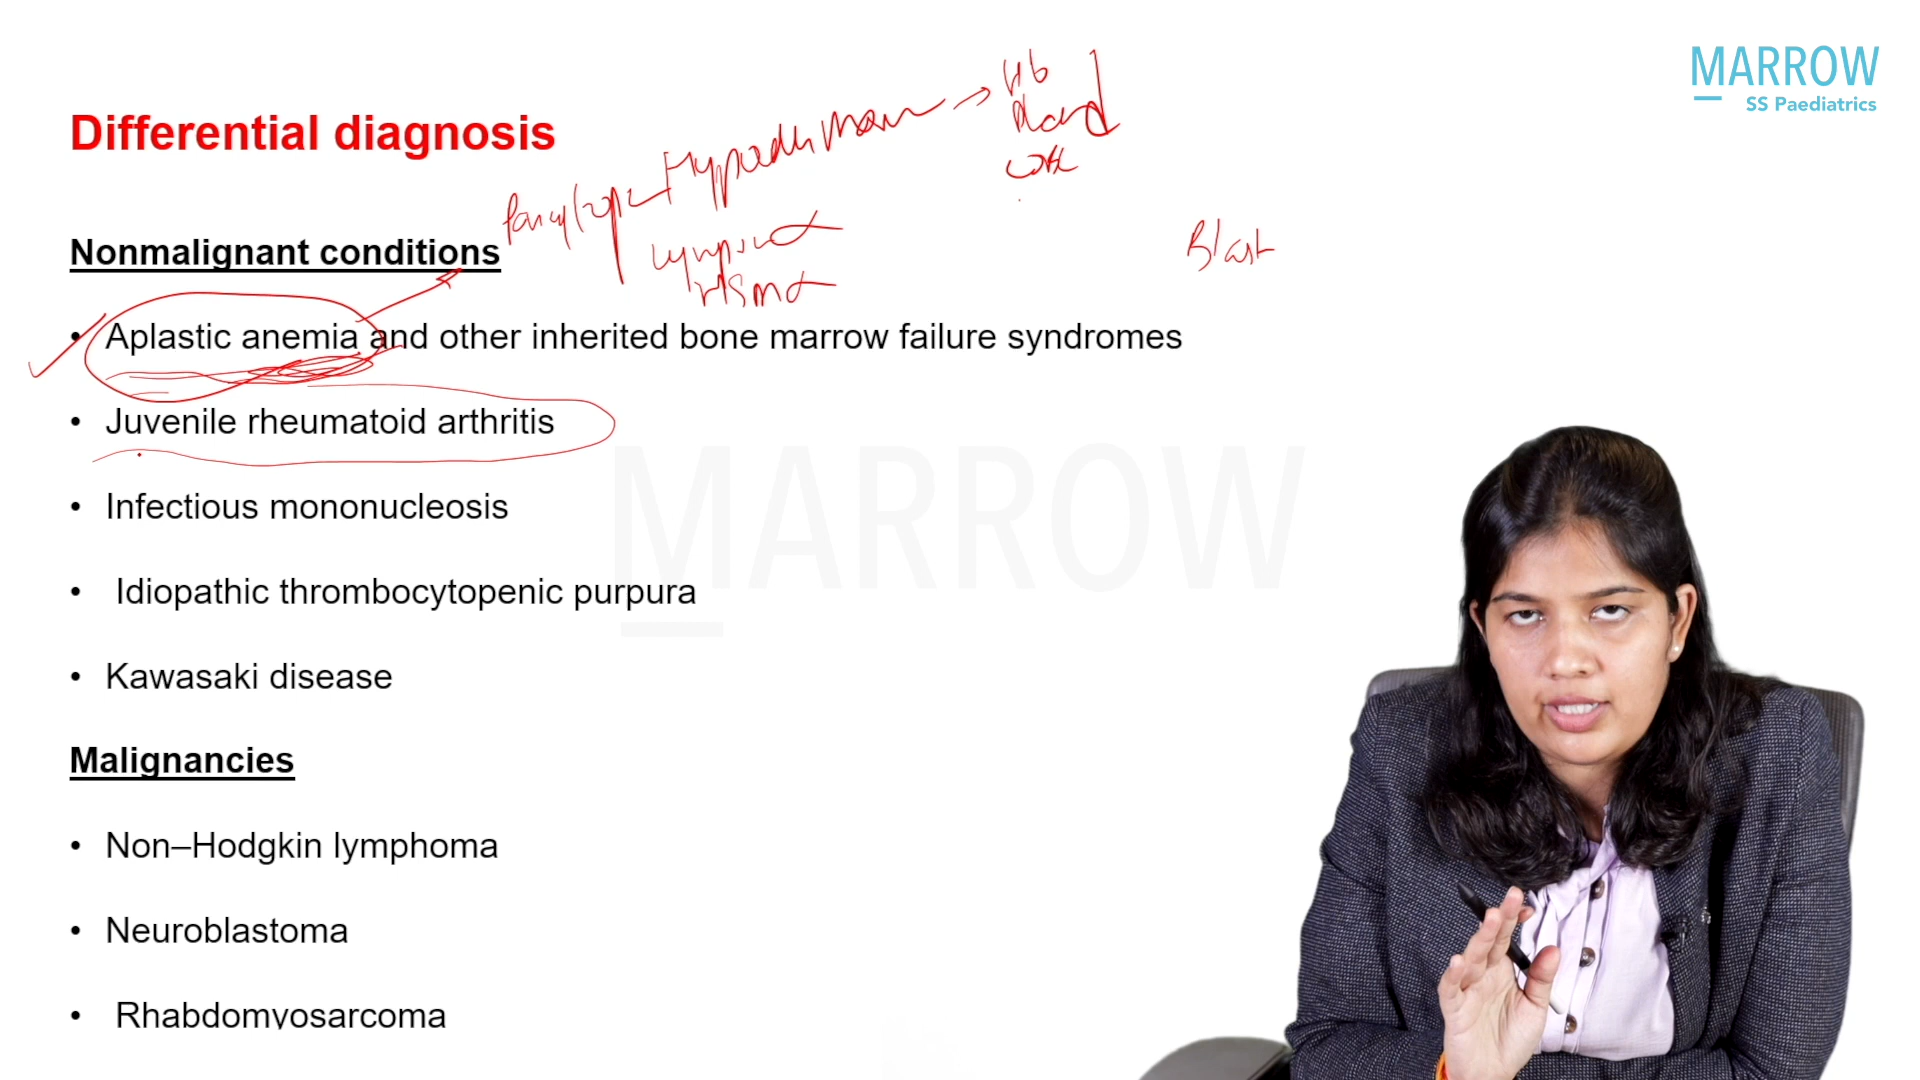 MARROW
SS Paediatrics
Differential diagnosis
Hb
Blast
Nonmalignant conditions
• Aplastic anemia and other inherited bone marrow failure syndromes
• Juvenile rheumatoid arthritis
MARROW
• Infectious mononucleosis
• Idiopathic thrombocytopenic purpura
• Kawasaki disease
Malignancies
• Non–Hodgkin lymphoma
• Neuroblastoma
• Rhabdomyosarcoma